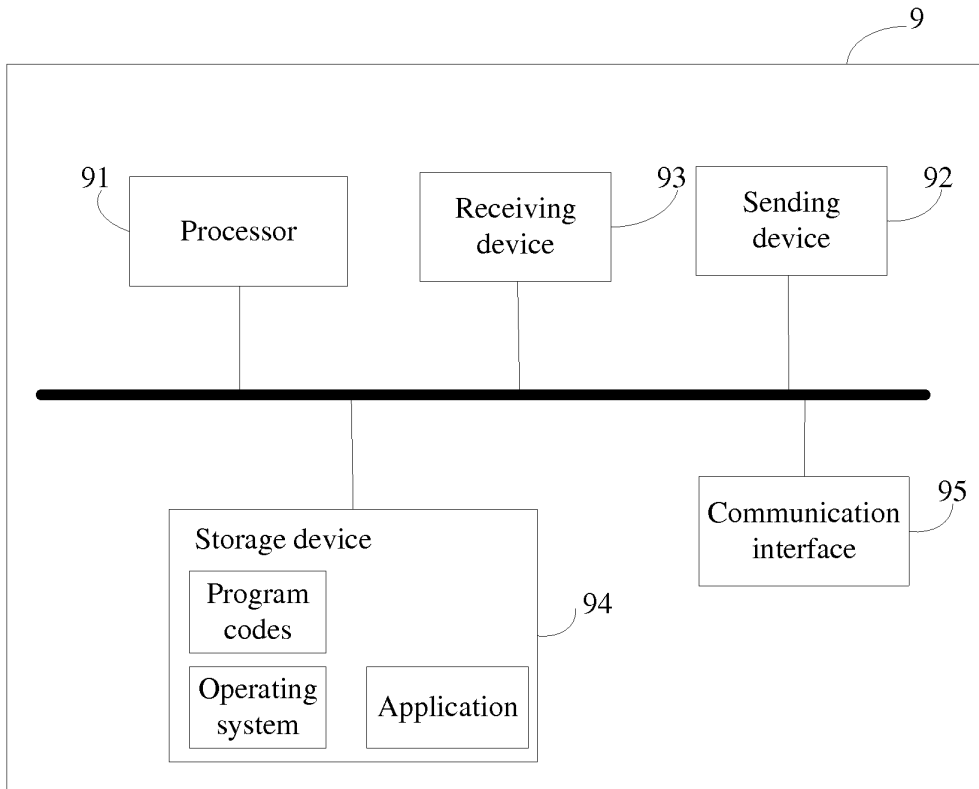 9
91
Processor
Receiving
device
93
Sending
device
92
Storage device
Program
codes
Operating
system
Application
94
Communication
interface
95